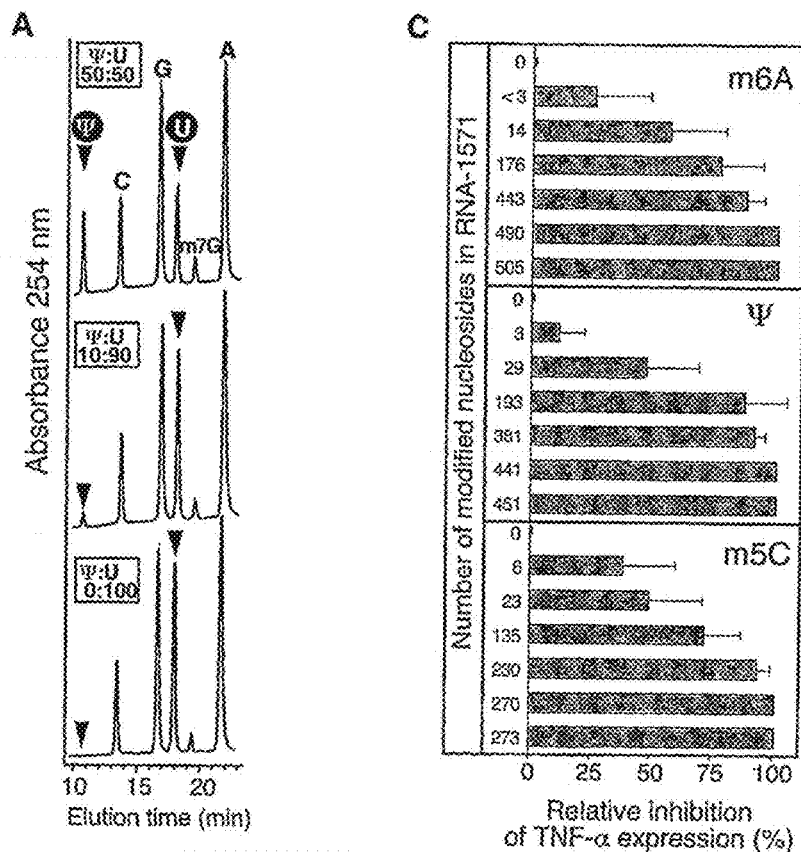 A
Ψ:U
50:50
Ψ
C
G
U
m7G
A
Ψ:U
10:90
Ψ:U
0:100
Absorbance 254 nm
10 15 20
Elution time (min)
C
Number of modified nucleosides in RNA-1571
m6A
0
<3
14
176
443
490
505
Ψ
0
3
29
193
381
441
451
m5C
0
6
23
135
230
270
273
0 25 50 75 100
Relative Inhibition
of TNF-α expression (%)